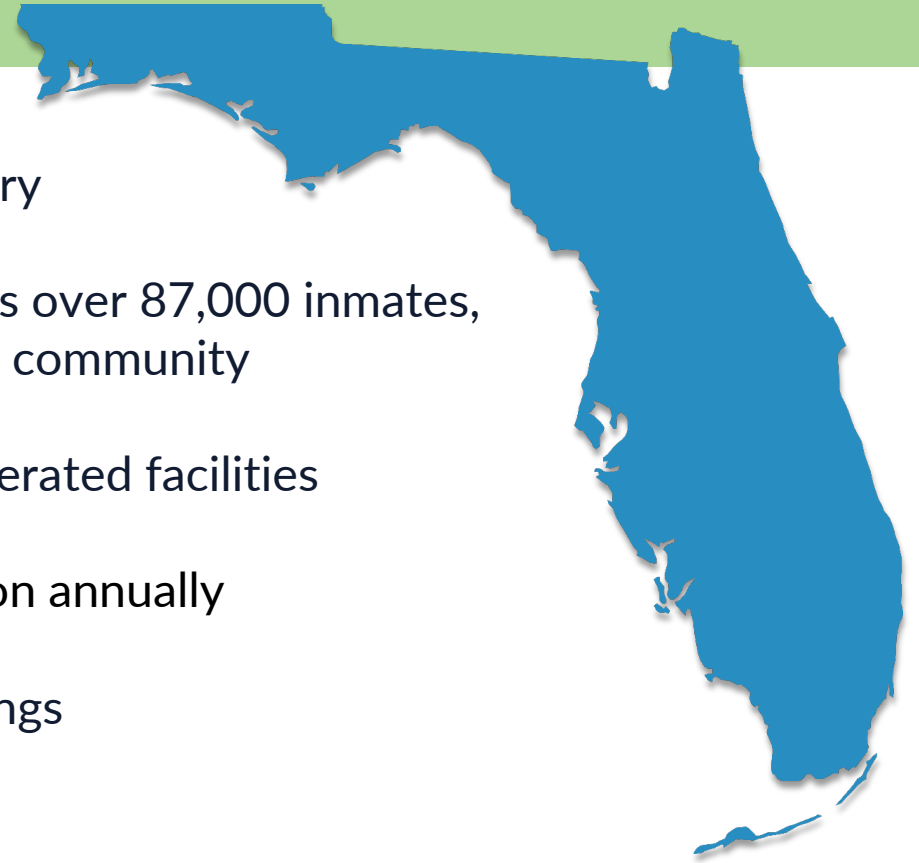 ry
s over 87,000 inmates,
community
erated facilities
on annually
ngs